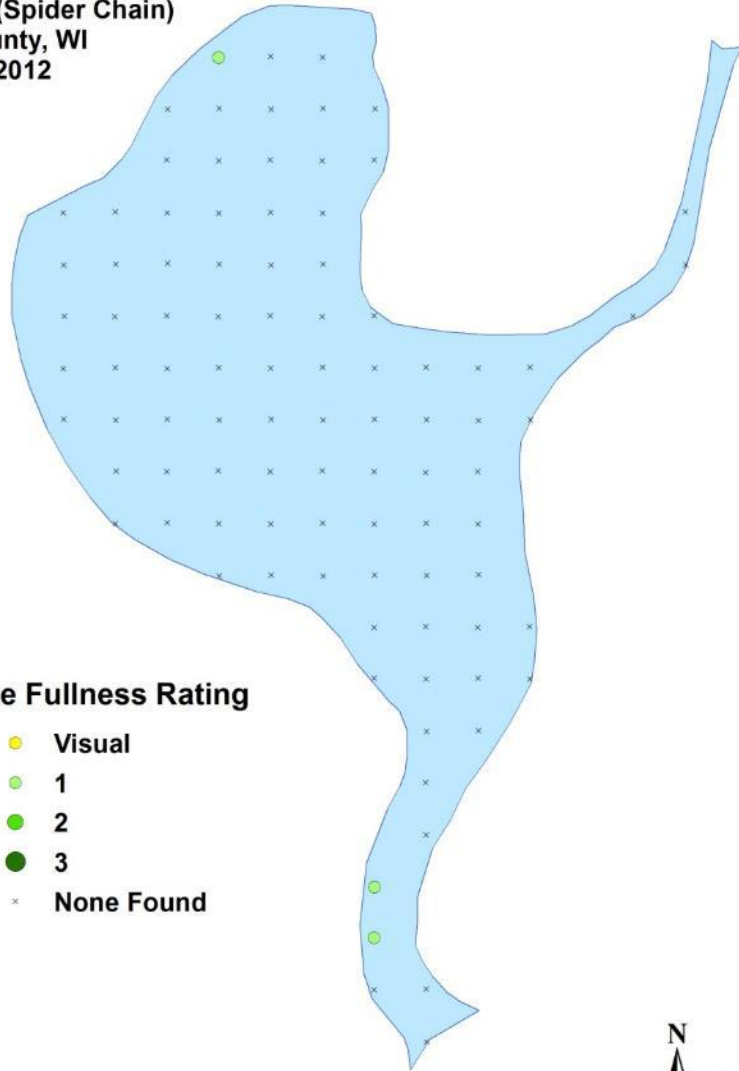 (Spider Chain)
nty, WI
2012
e Fullness Rating
Visual
1
2
3
None Found
N